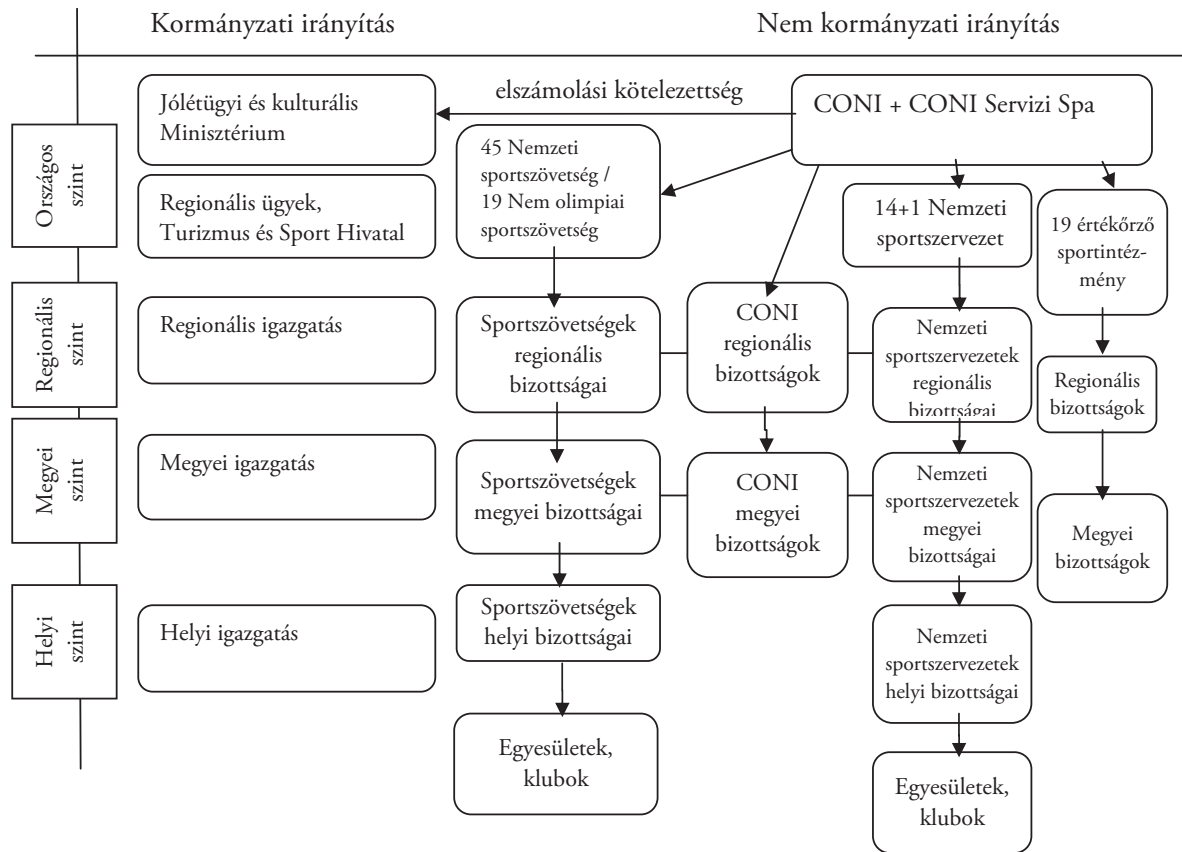 Kormányzati irányítás
Nem kormányzati irányítás
Országos
szint
Jólétügyi és kulturális
Minisztérium
elszámolási kötelezettség
CONI + CONI Servizi Spa
Regionális ügyek,
Turizmus és Sport Hivatal
45 Nemzeti
sportszövetség /
19 Nem olimpiai
sportszövetség
14+1 Nemzeti
sportszervezet
19 értékőrző
sportintéz-
mény
Regionális
szint
Regionális igazgatás
Sportszövetségek
regionális
bizottságai
CONI
regionális
bizottságok
Nemzeti
sportszervezetek
regionális
bizottságai
Regionális
bizottságok
Megyei
szint
Megyei igazgatás
Sportszövetségek
megyei bizottságai
CONI
megyei
bizottságok
Nemzeti
sportszervezetek
megyei
bizottságai
Megyei
bizottságok
Helyi
szint
Helyi igazgatás
Sportszövetségek
helyi bizottságai
Nemzeti
sportszervezetek
helyi bizottságai
Egyesületek,
klubok
Egyesületek,
klubok